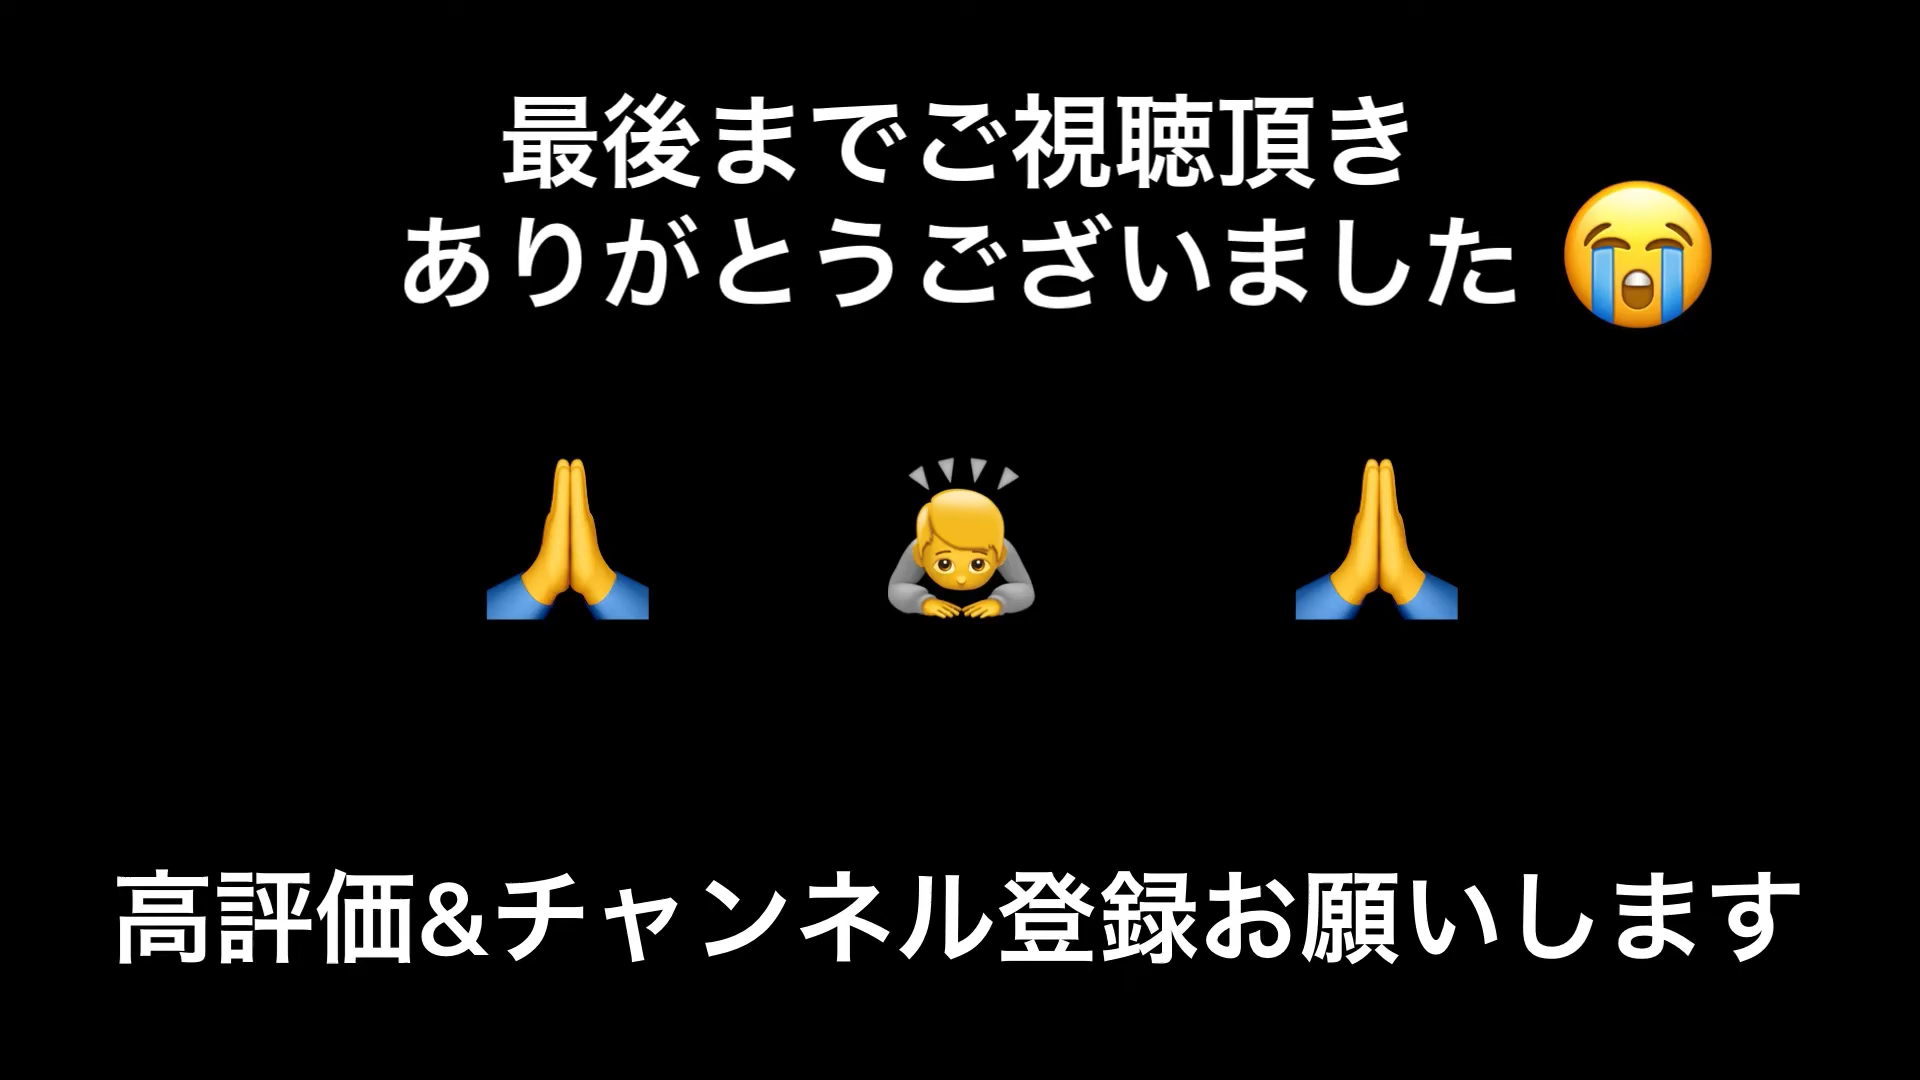 最後までご視聴頂き
ありがとうございました
高評価&チャンネル登録お願いします